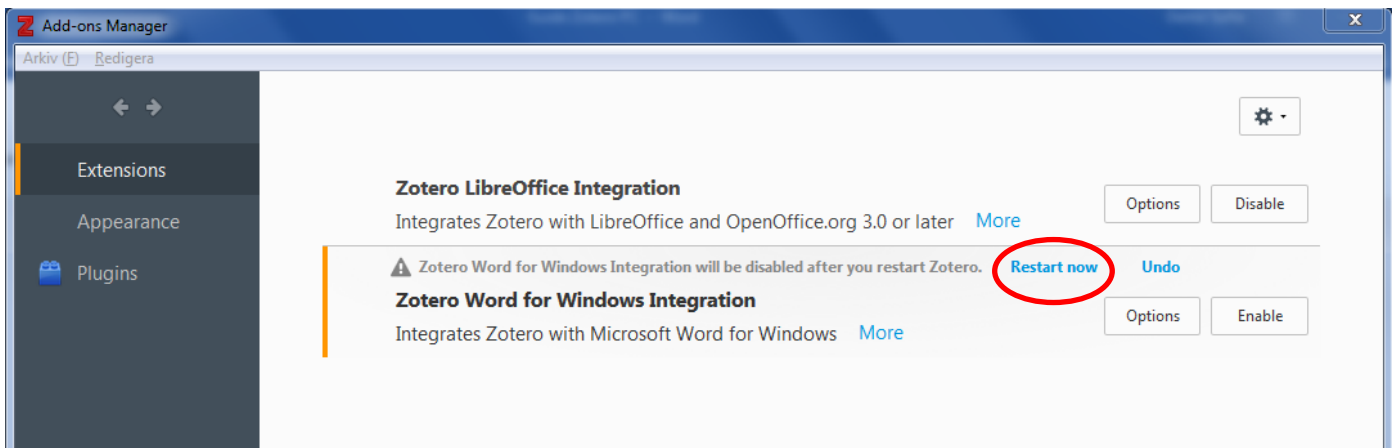 Add-ons Manager
Arkiv (F) Redigera
Extensions
Appearance
Plugins
Zotero LibreOffice Integration
Integrates Zotero with LibreOffice and OpenOffice.org 3.0 or later More
Options Disable
Zotero Word for Windows Integration will be disabled after you restart Zotero. Restart now Undo
Zotero Word for Windows Integration
Integrates Zotero with Microsoft Word for Windows More
Options Enable